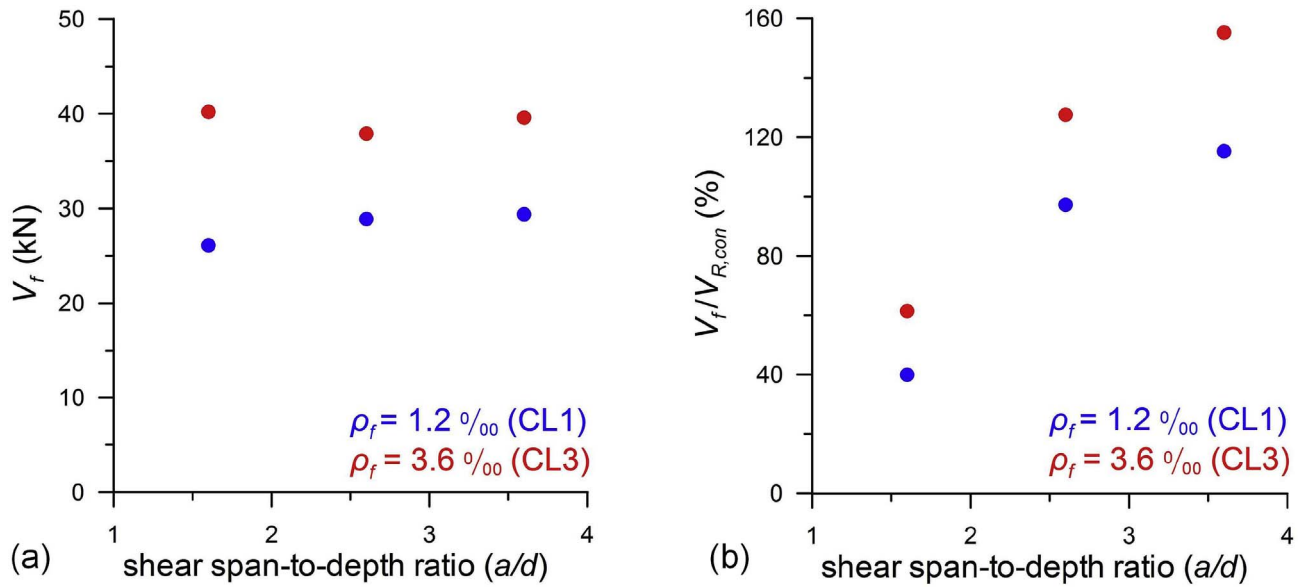 50
40
30
20
10
0
V_f (kN)
1 2 3 4
ρ_f = 1.2 ‰ (CL1)
ρ_f = 3.6 ‰ (CL3)
(a) shear span-to-depth ratio (a/d)
160
120
80
40
0
V_f/V_{R,con} (%)
1 2 3 4
ρ_f = 1.2 ‰ (CL1)
ρ_f = 3.6 ‰ (CL3)
(b) shear span-to-depth ratio (a/d)